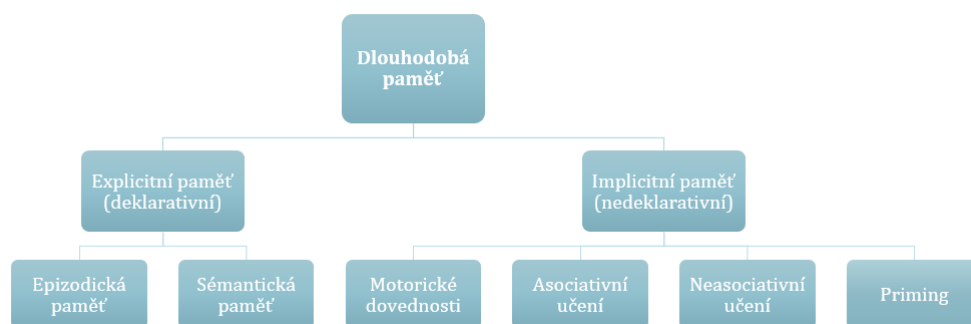 Dlouhodobá
paměť
Explicitní paměť
(deklarativní)
Implicitní paměť
(nedeklarativní)
Epizodická
paměť
Sémantická
paměť
Motorické
dovednosti
Asociativní
učení
Neasociativní
učení
Priming